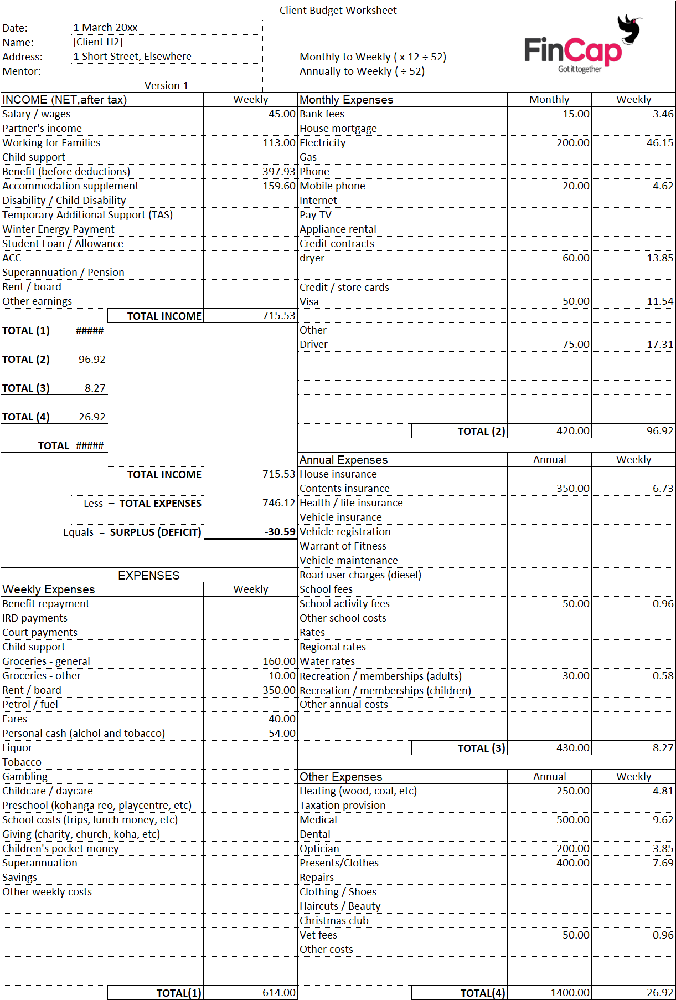 Client Budget Worksheet
FinCap
Got it together
Date: 1 March 20xx
Name: [Client H2]
Address: 1 Short Street, Elsewhere
Mentor:
Version 1
Monthly to Weekly ( x 12 ÷ 52)
Annually to Weekly ( ÷ 52)
INCOME (NET,after tax) Weekly
Salary / wages 45.00
Partner's income
Working for Families 113.00
Child support
Benefit (before deductions) 397.93
Accommodation supplement 159.60
Disability / Child Disability
Temporary Additional Support (TAS)
Winter Energy Payment
Student Loan / Allowance
ACC
Superannuation / Pension
Rent / board
Other earnings
TOTAL INCOME 715.53
TOTAL (1) #####
TOTAL (2) 96.92
TOTAL (3) 8.27
TOTAL (4) 26.92
TOTAL #####
TOTAL INCOME 715.53
Less – TOTAL EXPENSES 746.12
Equals = SURPLUS (DEFICIT) -30.59
EXPENSES
Weekly Expenses Weekly
Benefit repayment
IRD payments
Court payments
Child support
Groceries - general 160.00
Groceries - other 10.00
Rent / board 350.00
Petrol / fuel
Fares 40.00
Personal cash (alchol and tobacco) 54.00
Liquor
Tobacco
Gambling
Childcare / daycare
Preschool (kohanga reo, playcentre, etc)
School costs (trips, lunch money, etc)
Giving (charity, church, koha, etc)
Children's pocket money
Superannuation
Savings
Other weekly costs
TOTAL(1) 614.00
Monthly Expenses Monthly Weekly
Bank fees 15.00 3.46
House mortgage
Electricity 200.00 46.15
Gas
Phone
Mobile phone 20.00 4.62
Internet
Pay TV
Appliance rental
Credit contracts
dryer 60.00 13.85
Credit / store cards
Visa 50.00 11.54
Other
Driver 75.00 17.31
TOTAL (2) 420.00 96.92
Annual Expenses Annual Weekly
House insurance
Contents insurance 350.00 6.73
Health / life insurance
Vehicle insurance
Vehicle registration
Warrant of Fitness
Vehicle maintenance
Road user charges (diesel)
School fees
School activity fees 50.00 0.96
Other school costs
Rates
Regional rates
Water rates
Recreation / memberships (adults) 30.00 0.58
Recreation / memberships (children)
Other annual costs
TOTAL (3) 430.00 8.27
Other Expenses Annual Weekly
Heating (wood, coal, etc) 250.00 4.81
Taxation provision
Medical 500.00 9.62
Dental
Optician 200.00 3.85
Presents/Clothes 400.00 7.69
Repairs
Clothing / Shoes
Haircuts / Beauty
Christmas club
Vet fees 50.00 0.96
Other costs
TOTAL(4) 1400.00 26.92